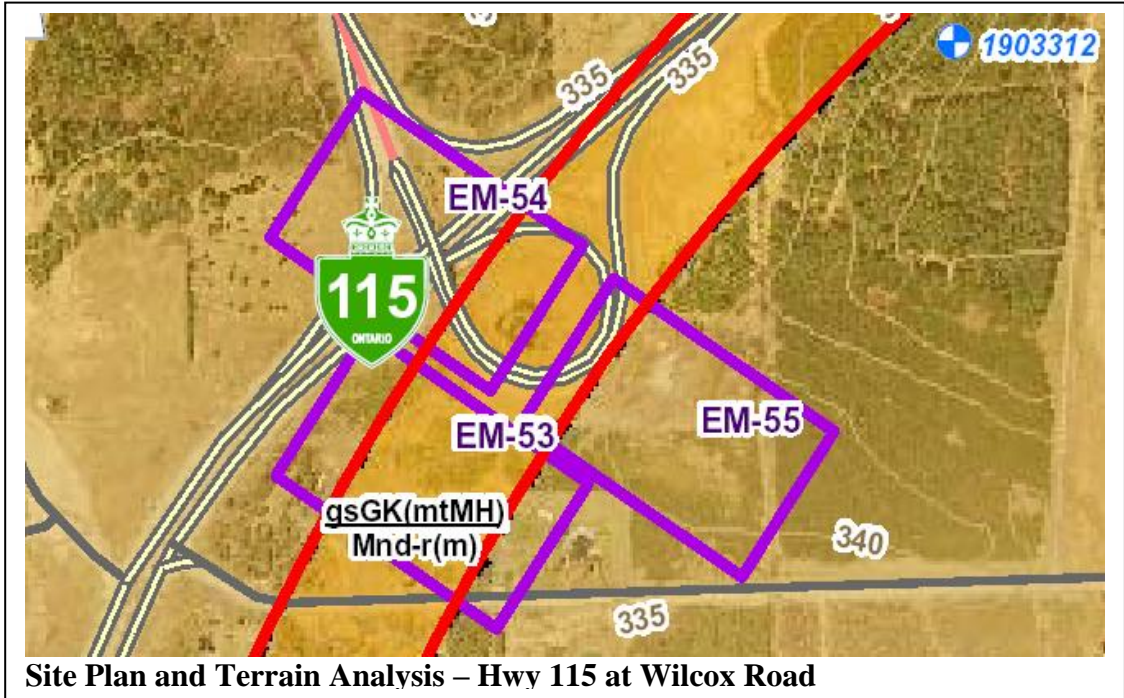 1903312
335
335
EM-54
115
ONTARIO
EM-53
EM-55
gsGK(mtMH)
Mnd-r(m)
340
335
Site Plan and Terrain Analysis – Hwy 115 at Wilcox Road